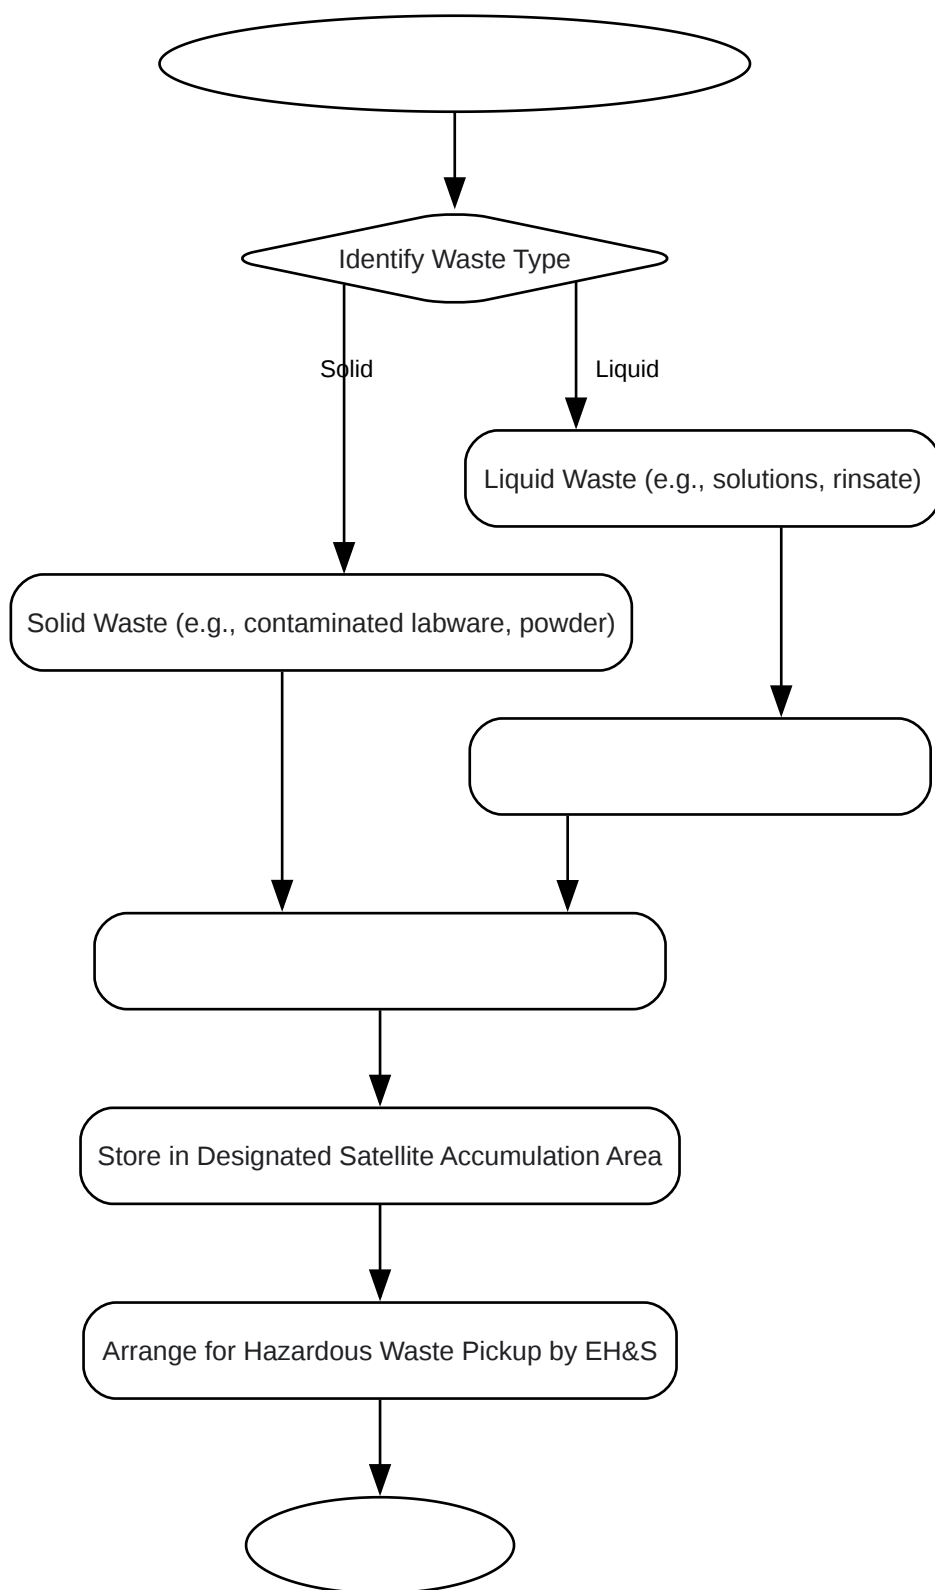 Identify Waste Type
Solid
Liquid
Liquid Waste (e.g., solutions, rinsate)
Solid Waste (e.g., contaminated labware, powder)
Store in Designated Satellite Accumulation Area
Arrange for Hazardous Waste Pickup by EH&S